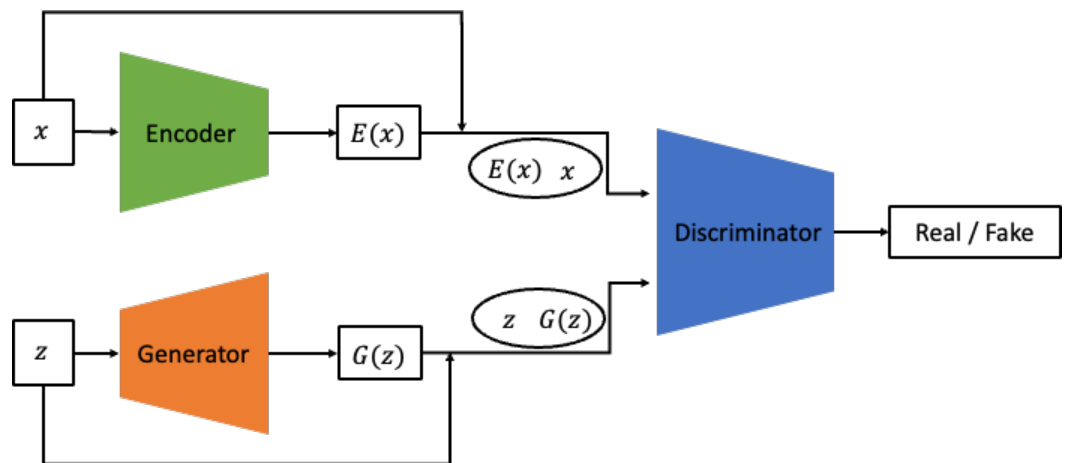 x
Encoder
E(x)
E(x) x
Discriminator
Real / Fake
z
Generator
G(z)
z G(z)